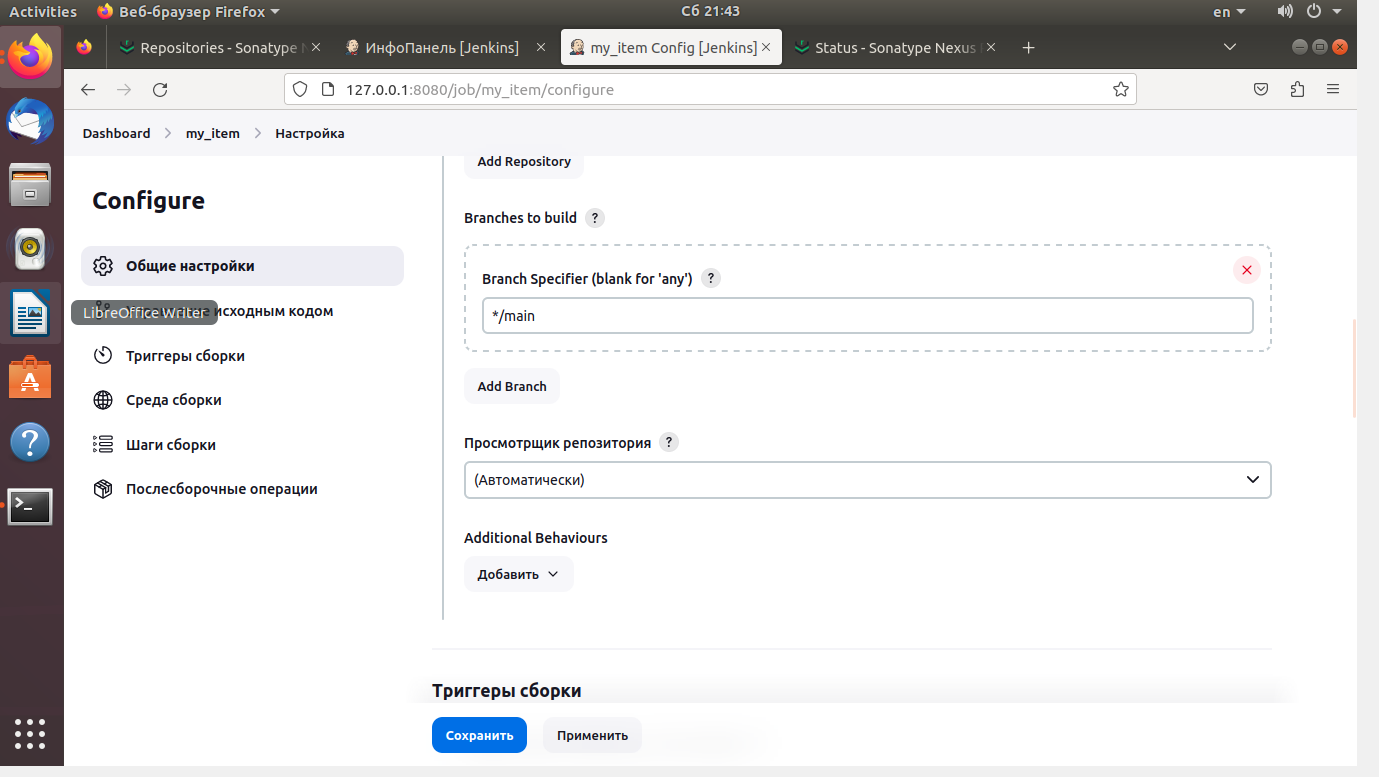 Activities Веб-браузер Firefox Сб 21:43 en
Repositories - Sonatype N ИнфоПанель [Jenkins] my_item Config [Jenkins] Status - Sonatype Nexus
127.0.0.1:8080/job/my_item/configure
Dashboard my_item Настройка
Configure
Общие настройки
LibreOffice Writer исходным кодом
Триггеры сборки
Среда сборки
Шаги сборки
Послесборочные операции
Add Repository
Branches to build ?
Branch Specifier (blank for 'any') ?
*/main
Add Branch
Просмотрщик репозитория ?
(Автоматически)
Additional Behaviours
Добавить
Триггеры сборки
Сохранить Применить